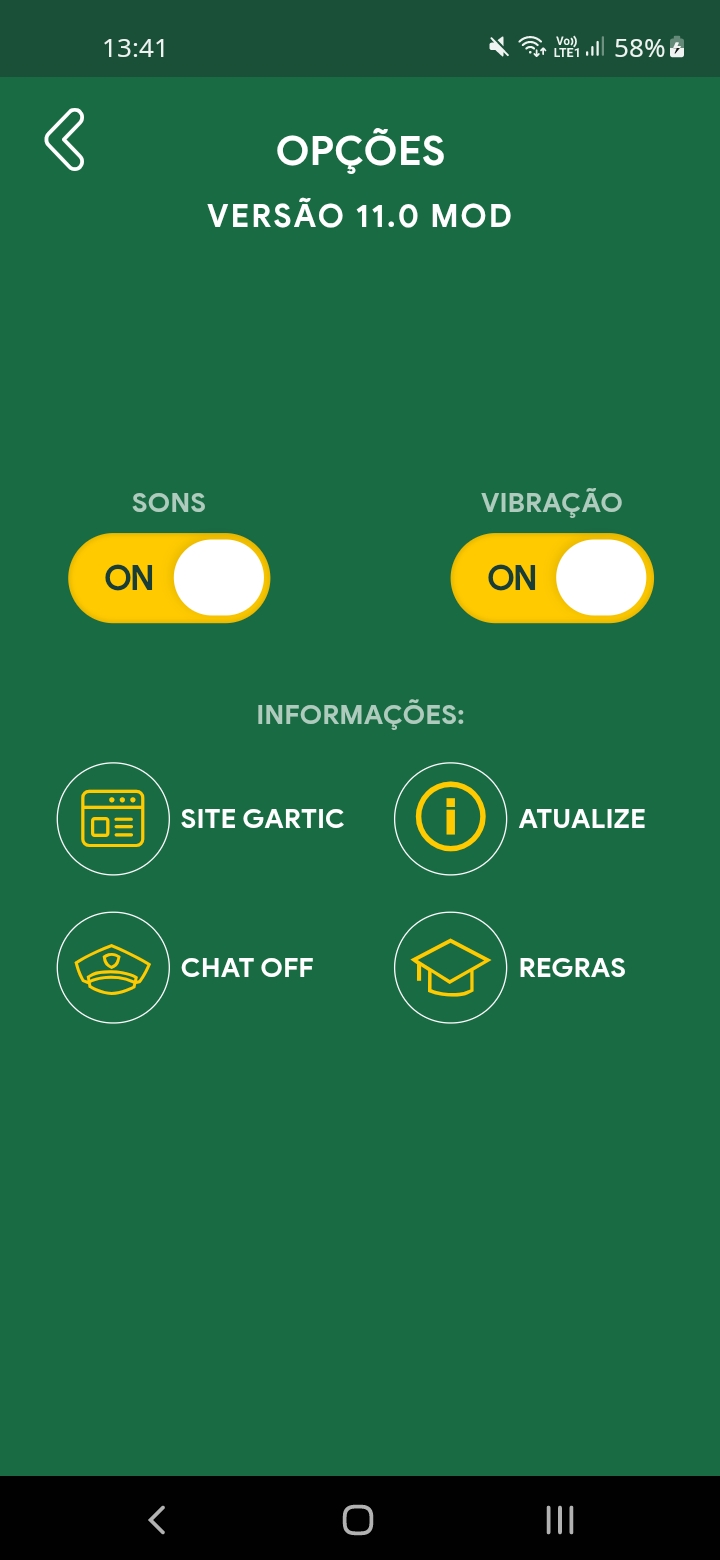 13:41 Vo)) LTE1 58%
OPÇÕES
VERSÃO 11.0 MOD
SONS VIBRAÇÃO
ON ON
INFORMAÇÕES:
SITE GARTIC ATUALIZE
CHAT OFF REGRAS